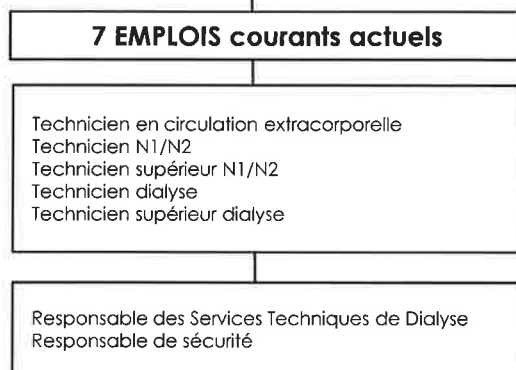 7 EMPLOIS courants actuels
Technicien en circulation extracorporelle
Technicien N1/N2
Technicien supérieur N1/N2
Technicien dialyse
Technicien supérieur dialyse
Responsable des Services Techniques de Dialyse
Responsable de sécurité